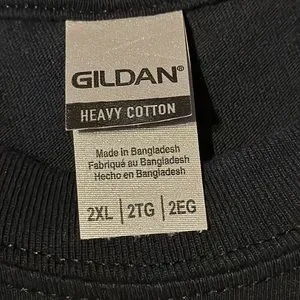 GILDAN®
HEAVY COTTON
Made in Bangladesh
Fabriqué au Bangladesh
Hecho en Bangladesh
2XL | 2TG | 2EG